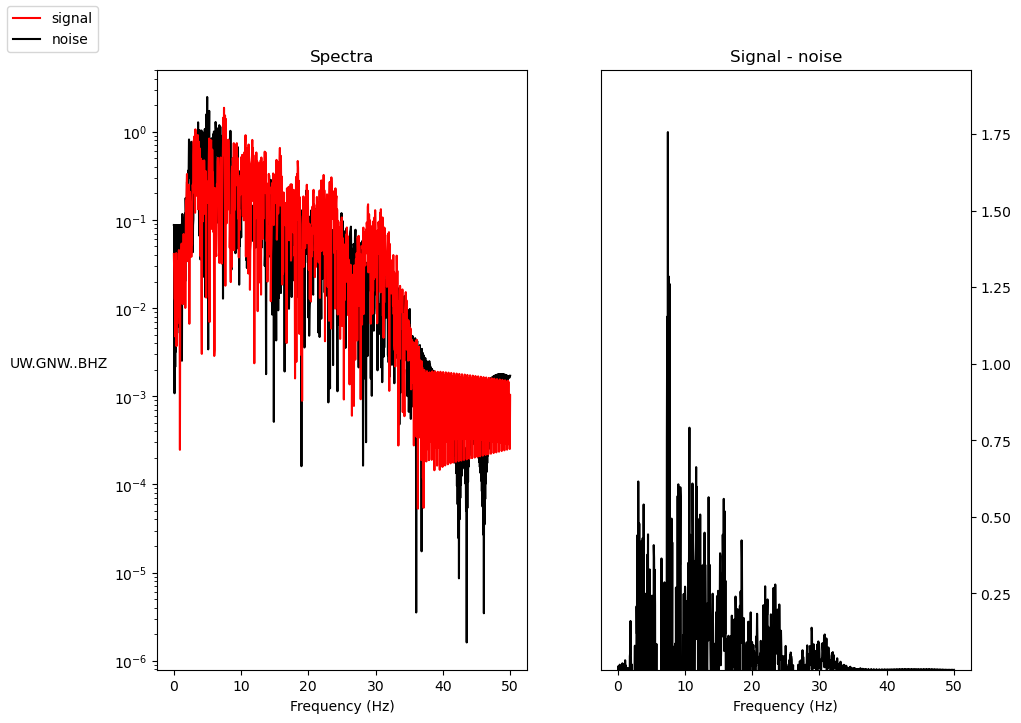 signal
noise
Spectra
Signal - noise
UW.GNW..BHZ
10^0
10^-1
10^-2
10^-3
10^-4
10^-5
10^-6
0 10 20 30 40 50
Frequency (Hz)
1.75
1.50
1.25
1.00
0.75
0.50
0.25
0 10 20 30 40 50
Frequency (Hz)